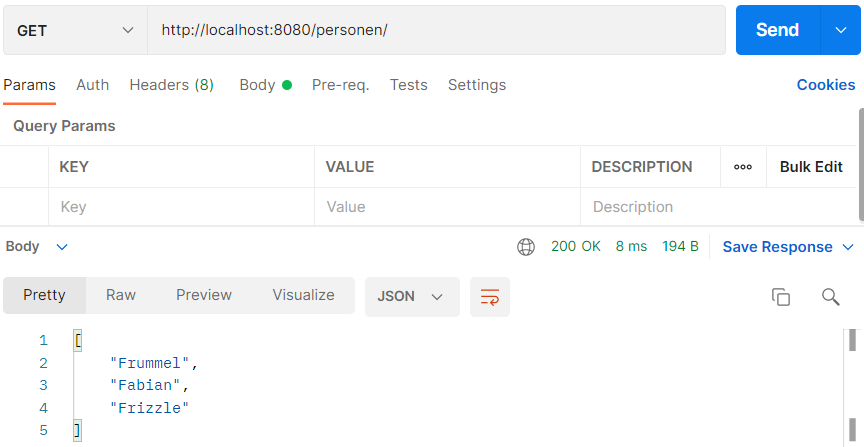 GET http://localhost:8080/personen/ Send
Params Auth Headers (8) Body Pre-req. Tests Settings Cookies
Query Params
KEY VALUE DESCRIPTION ooo Bulk Edit
Key Value Description
Body 200 OK 8 ms 194 B Save Response
Pretty Raw Preview Visualize JSON
1 [
2 "Frummel",
3 "Fabian",
4 "Frizzle"
5 ]